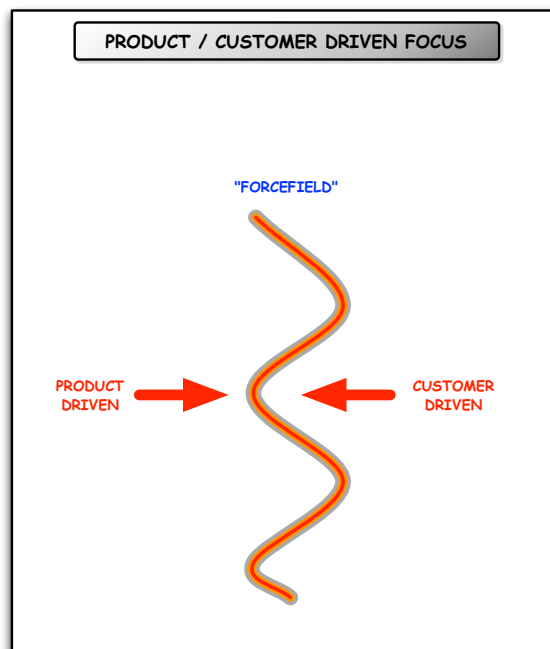 PRODUCT / CUSTOMER DRIVEN FOCUS
"FORCEFIELD"
PRODUCT
DRIVEN
CUSTOMER
DRIVEN